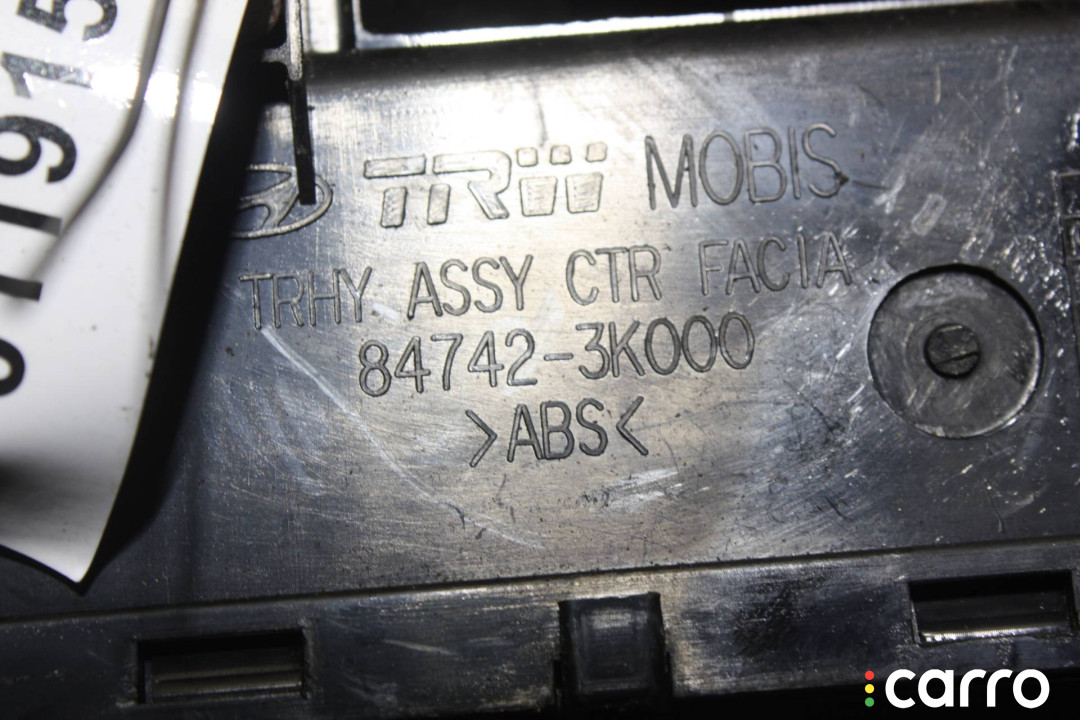 TRW MOBIS
TRHY ASSY CTR FACIA
84742-3K000
>ABS<
carro